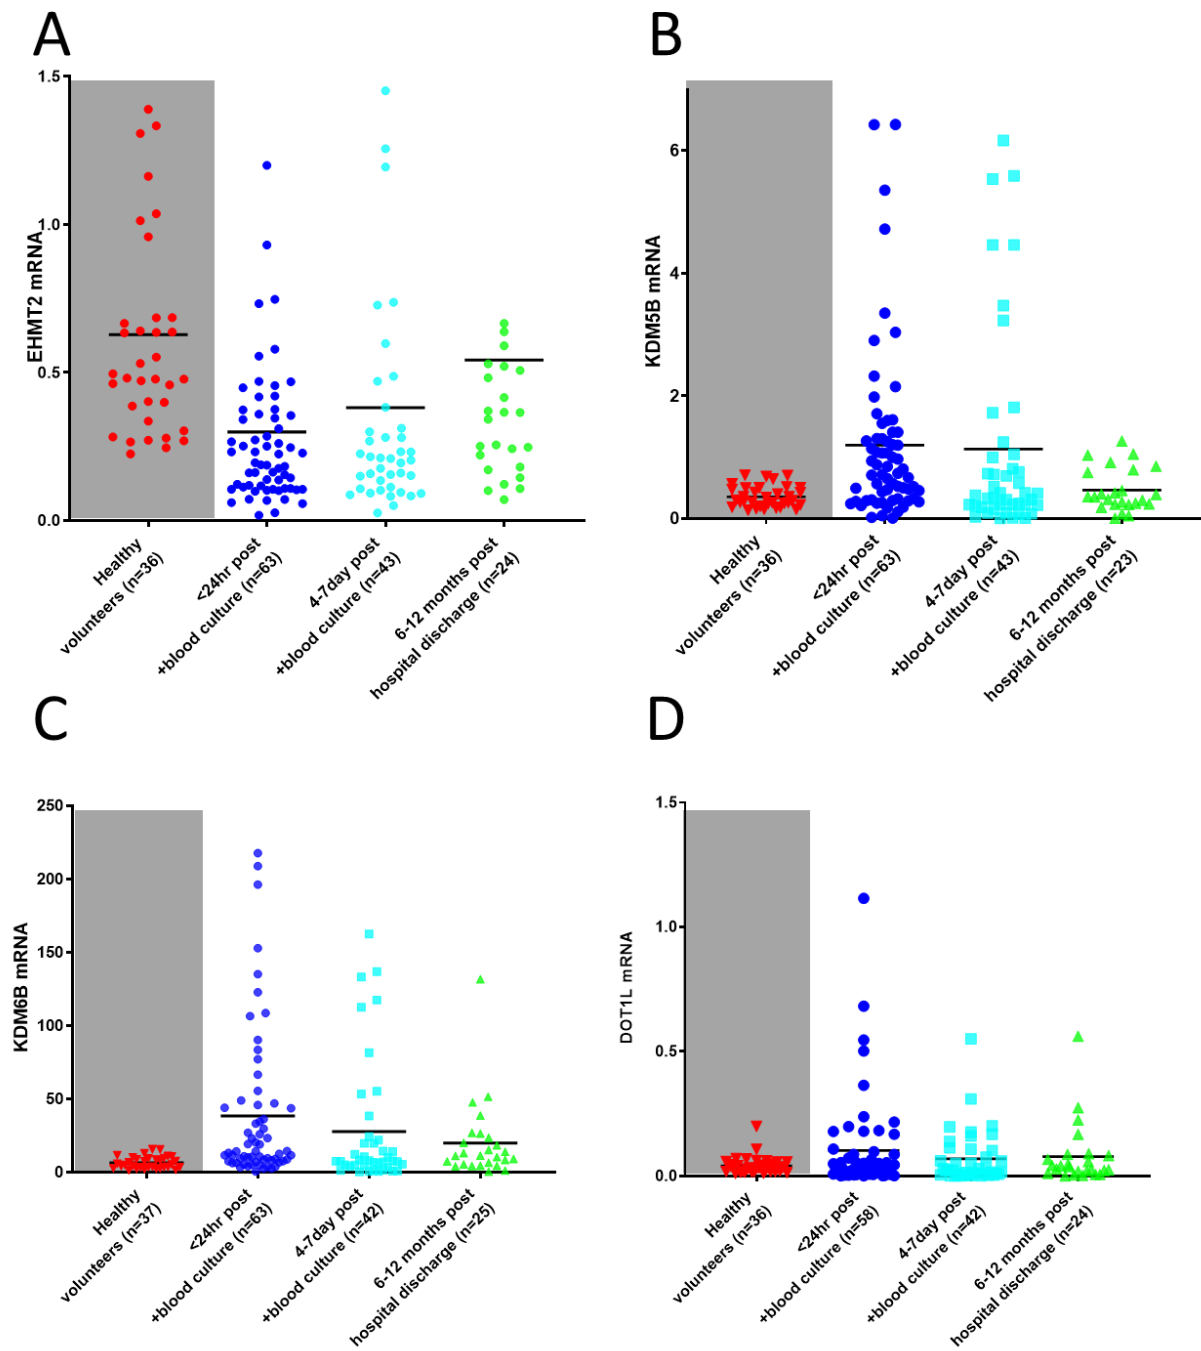 A
EHMT2 mRNA
1.5
1.0
0.5
0.0
Healthy
volunteers (n=36)
<24hr post
+blood culture (n=63)
4-7day post
+blood culture (n=43)
6-12 months post
hospital discharge (n=24)
B
KDM5B mRNA
6
4
2
0
Healthy
volunteers (n=36)
<24hr post
+blood culture (n=63)
4-7day post
+blood culture (n=43)
6-12 months post
hospital discharge (n=23)
C
KDM6B mRNA
250
200
150
100
50
0
Healthy
volunteers (n=37)
<24hr post
+blood culture (n=63)
4-7day post
+blood culture (n=42)
6-12 months post
hospital discharge (n=25)
D
DOT1L mRNA
1.5
1.0
0.5
0.0
Healthy
volunteers (n=36)
<24hr post
+blood culture (n=58)
4-7day post
+blood culture (n=42)
6-12 months post
hospital discharge (n=24)